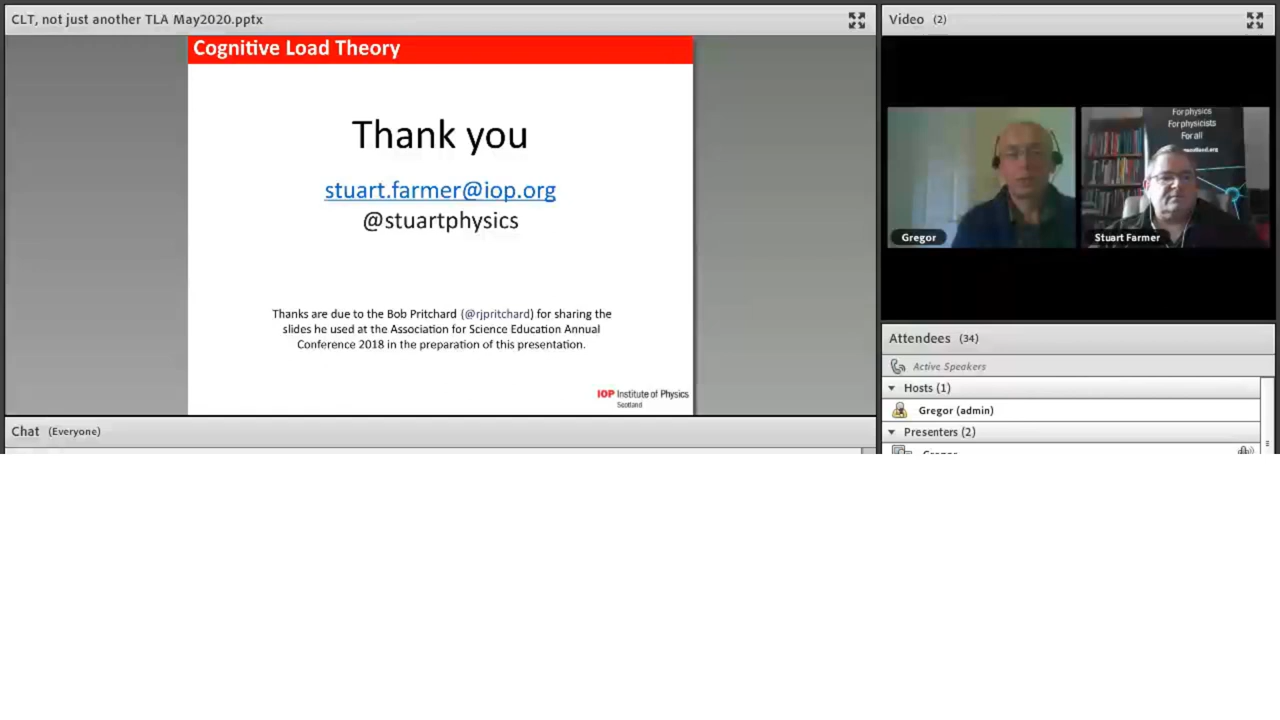 CLT, not just another TLA May2020.pptx
Cognitive Load Theory
Thank you
stuart.farmer@iop.org
@stuartphysics
Thanks are due to the Bob Pritchard (@rjpritchard) for sharing the
slides he used at the Association for Science Education Annual
Conference 2018 in the preparation of this presentation.
IOP Institute of Physics
Scotland
Chat (Everyone)
Video (2)
For physics
For physicists
For all
Gregor
Stuart Farmer
Attendees (34)
Active Speakers
Hosts (1)
Gregor (admin)
Presenters (2)
Gregor